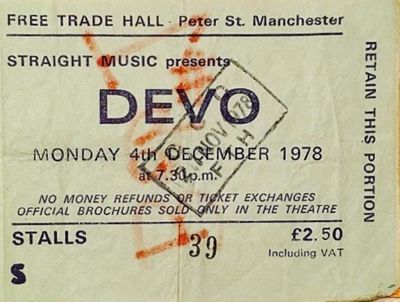 FREE TRADE HALL - Peter St. Manchester
STRAIGHT MUSIC presents
DEVO
MONDAY 4th DECEMBER 1978
at 7.30 p.m.
NO MONEY REFUNDS OR TICKET EXCHANGES
OFFICIAL BROCHURES SOLD ONLY IN THE THEATRE
STALLS
39
£2.50
Including VAT
S
RETAIN THIS PORTION
NOV 1978
F H